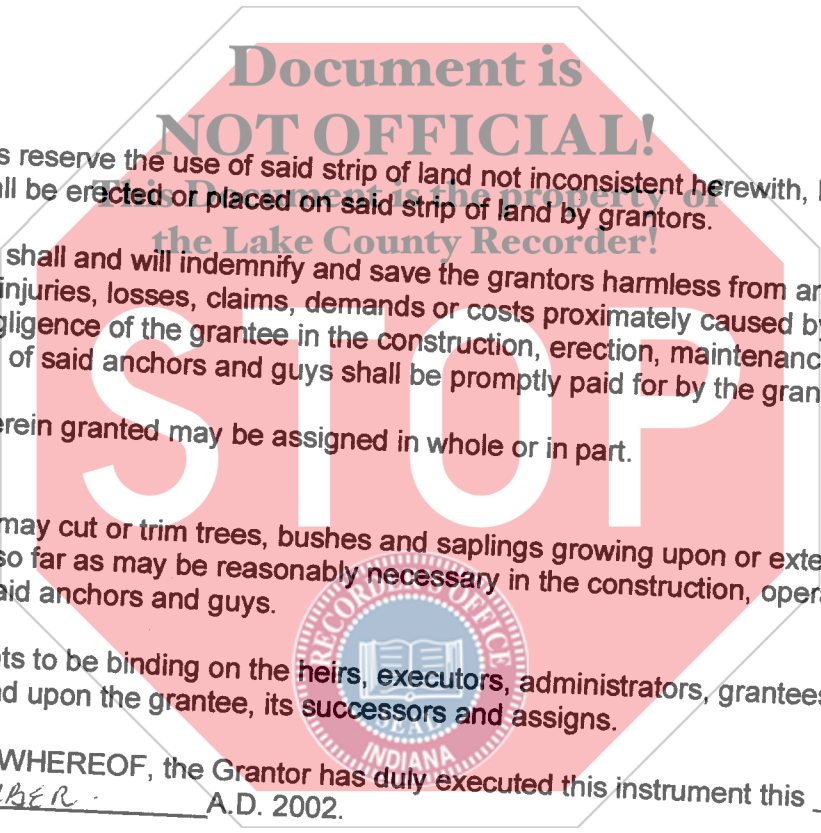 Document is
NOT OFFICIAL!
s reserve the use of said strip of land not inconsistent herewith,
ll be erected or placed on said strip of land by grantors.
This Document is the property of
the Lake County Recorder!
shall and will indemnify and save the grantors harmless from an
injuries, losses, claims, demands or costs proximately caused by
gligence of the grantee in the construction, erection, maintenanc
of said anchors and guys shall be promptly paid for by the gran
STOP
erein granted may be assigned in whole or in part.
may cut or trim trees, bushes and saplings growing upon or exte
so far as may be reasonably necessary in the construction, oper
aid anchors and guys.
RECORDER'S OFFICE
SEAL
INDIANA
ts to be binding on the heirs, executors, administrators, grantees
d upon the grantee, its successors and assigns.
WHEREOF, the Grantor has duly executed this instrument this
BER. A.D. 2002.